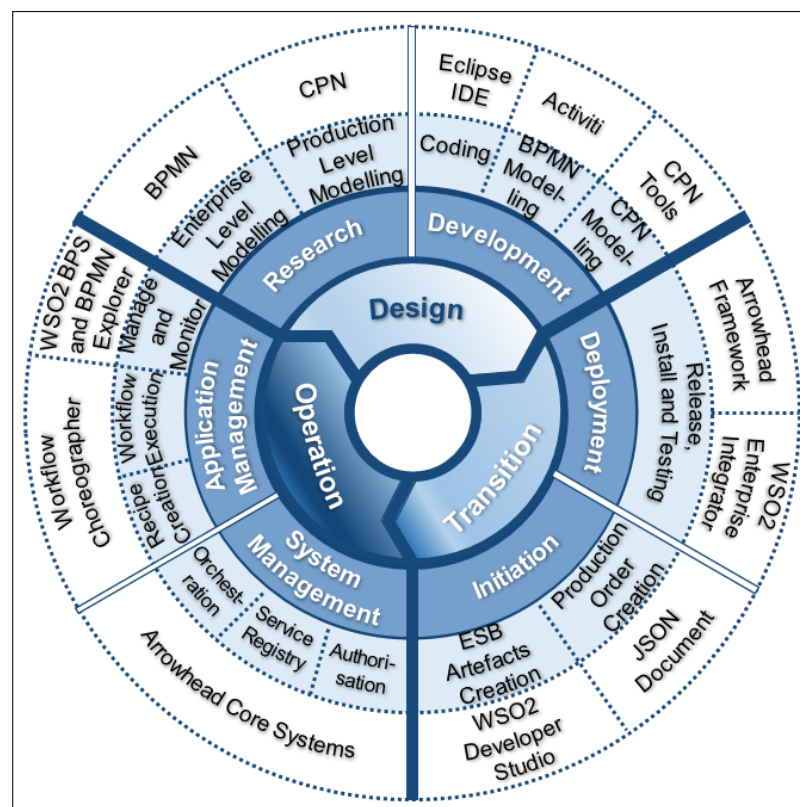 Design
Transition
Operation
Research
Development
Deployment
Initiation
System
Management
Application
Management
Enterprise
Level
Modelling
Production
Level
Modelling
Coding
BPMN
Model-
ling
CPN
Model-
ling
Release,
Install and Testing
Production
Order
Creation
ESB
Artefacts
Creation
Authori-
sation
Service
Registry
Orchest-
ration
Recipe
Creation
Workflow
Execution
Manage
and
Monitor
BPMN
CPN
Eclipse
IDE
Activiti
CPN
Tools
Arrowhead
Framework
WSO2
Enterprise
Integrator
JSON
Document
WSO2
Developer
Studio
Arrowhead Core Systems
Workflow
Choreographer
WSO2 BPS
and BPMN
Explorer